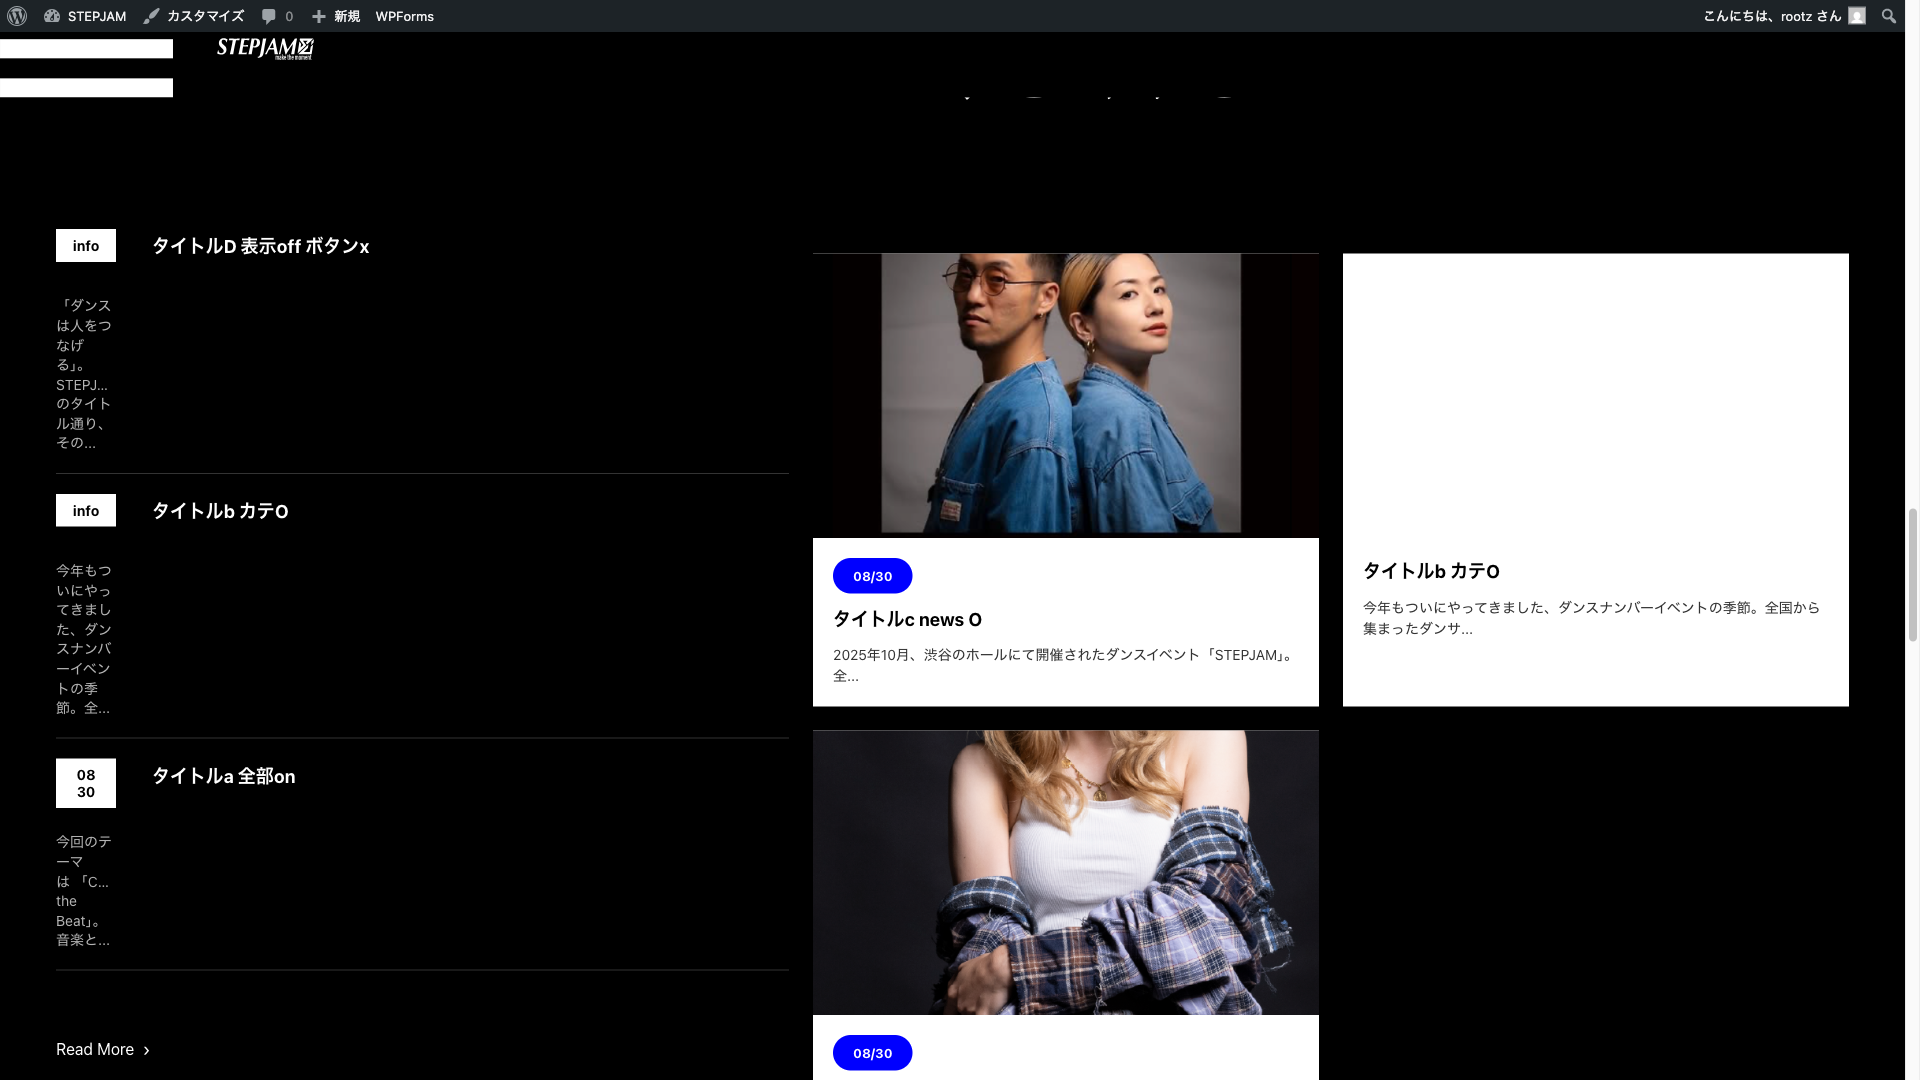 STEPJAM カスタマイズ 0 新規 WPForms こんにちは、rootz さん
STEPJAM
make the moment
info
タイトルD 表示off ボタンx
「ダンス
は人をつ
なげ
る」。
STEPJ...
のタイト
ル通り、
その...
info
タイトルb カテO
今年もつ
いにやっ
てきまし
た、ダン
スナンバ
ーイベン
トの季
節。全...
08
30
タイトルa 全部on
今回のテ
ーマ
は 「C...
the
Beat」。
音楽と...
Read More ›
08/30
タイトルc news O
2025年10月、渋谷のホールにて開催されたダンスイベント「STEPJAM」。
全...
タイトルb カテO
今年もついにやってきました、ダンスナンバーイベントの季節。全国から
集まったダンサ...
08/30